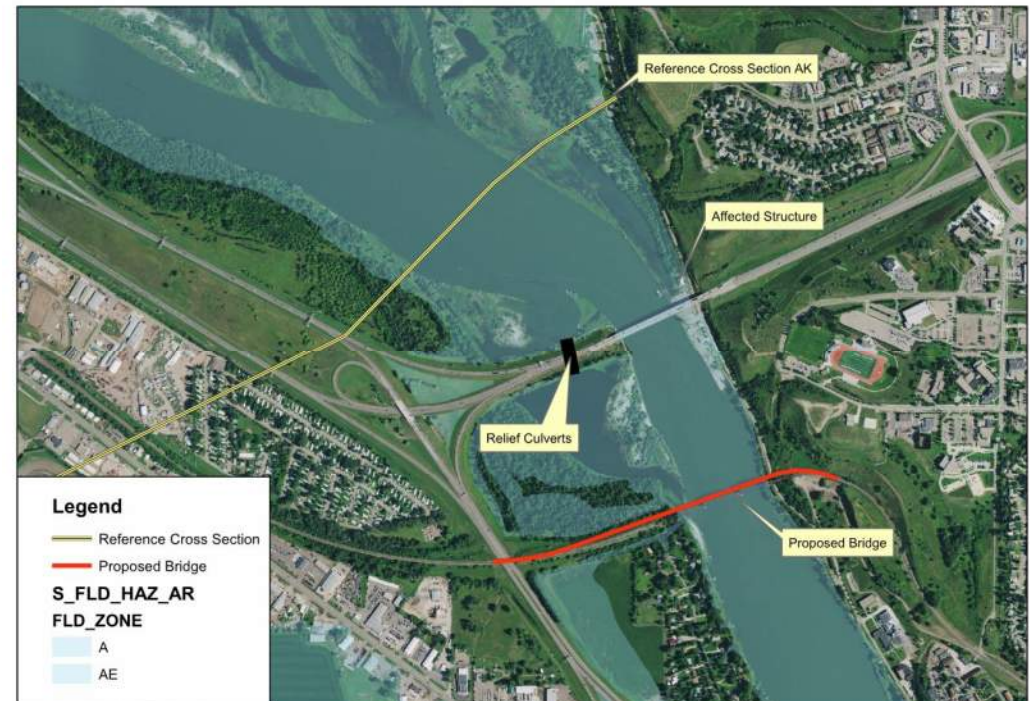 Reference Cross Section AK
Affected Structure
Relief Culverts
Proposed Bridge
Legend
Reference Cross Section
Proposed Bridge
S_FLD_HAZ_AR
FLD_ZONE
A
AE